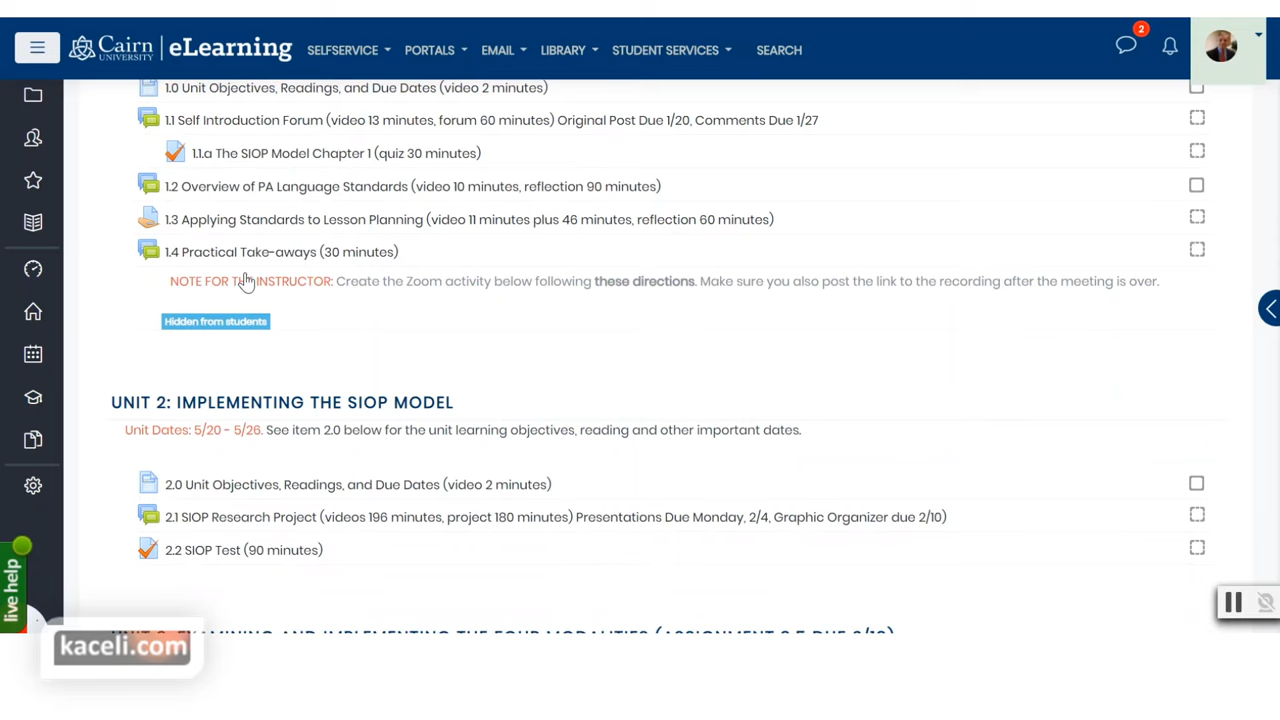 Cairn UNIVERSITY | eLearning SELFSERVICE PORTALS EMAIL LIBRARY STUDENT SERVICES SEARCH 2
1.0 Unit Objectives, Readings, and Due Dates (video 2 minutes)
1.1 Self Introduction Forum (video 13 minutes, forum 60 minutes) Original Post Due 1/20, Comments Due 1/27
1.1.a The SIOP Model Chapter 1 (quiz 30 minutes)
1.2 Overview of PA Language Standards (video 10 minutes, reflection 90 minutes)
1.3 Applying Standards to Lesson Planning (video 11 minutes plus 46 minutes, reflection 60 minutes)
1.4 Practical Take-aways (30 minutes)
NOTE FOR THE INSTRUCTOR: Create the Zoom activity below following these directions. Make sure you also post the link to the recording after the meeting is over.
Hidden from students
UNIT 2: IMPLEMENTING THE SIOP MODEL
Unit Dates: 5/20 - 5/26. See item 2.0 below for the unit learning objectives, reading and other important dates.
2.0 Unit Objectives, Readings, and Due Dates (video 2 minutes)
2.1 SIOP Research Project (videos 196 minutes, project 180 minutes) Presentations Due Monday, 2/4, Graphic Organizer due 2/10)
2.2 SIOP Test (90 minutes)
live help
EXAMINING AND IMPLEMENTING THE FOUR MODALITIES (ASSIGNMENT
kaceli.com